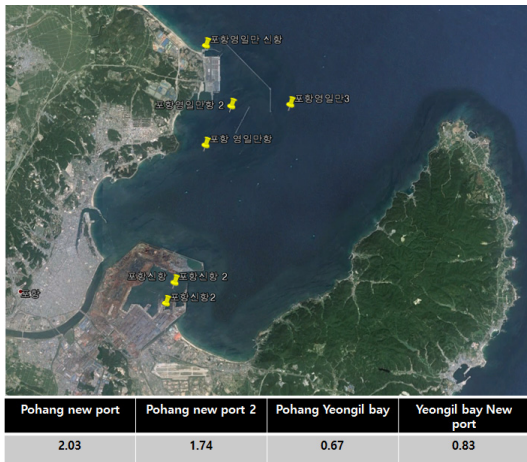 포항영일만 신항
포항영일만항 2
포항영일만3
포항 영일만항
포항신항
포항신항 2
포항신항2
포항
Pohang new port
Pohang new port 2
Pohang Yeongil bay
Yeongil bay New
port
2.03
1.74
0.67
0.83